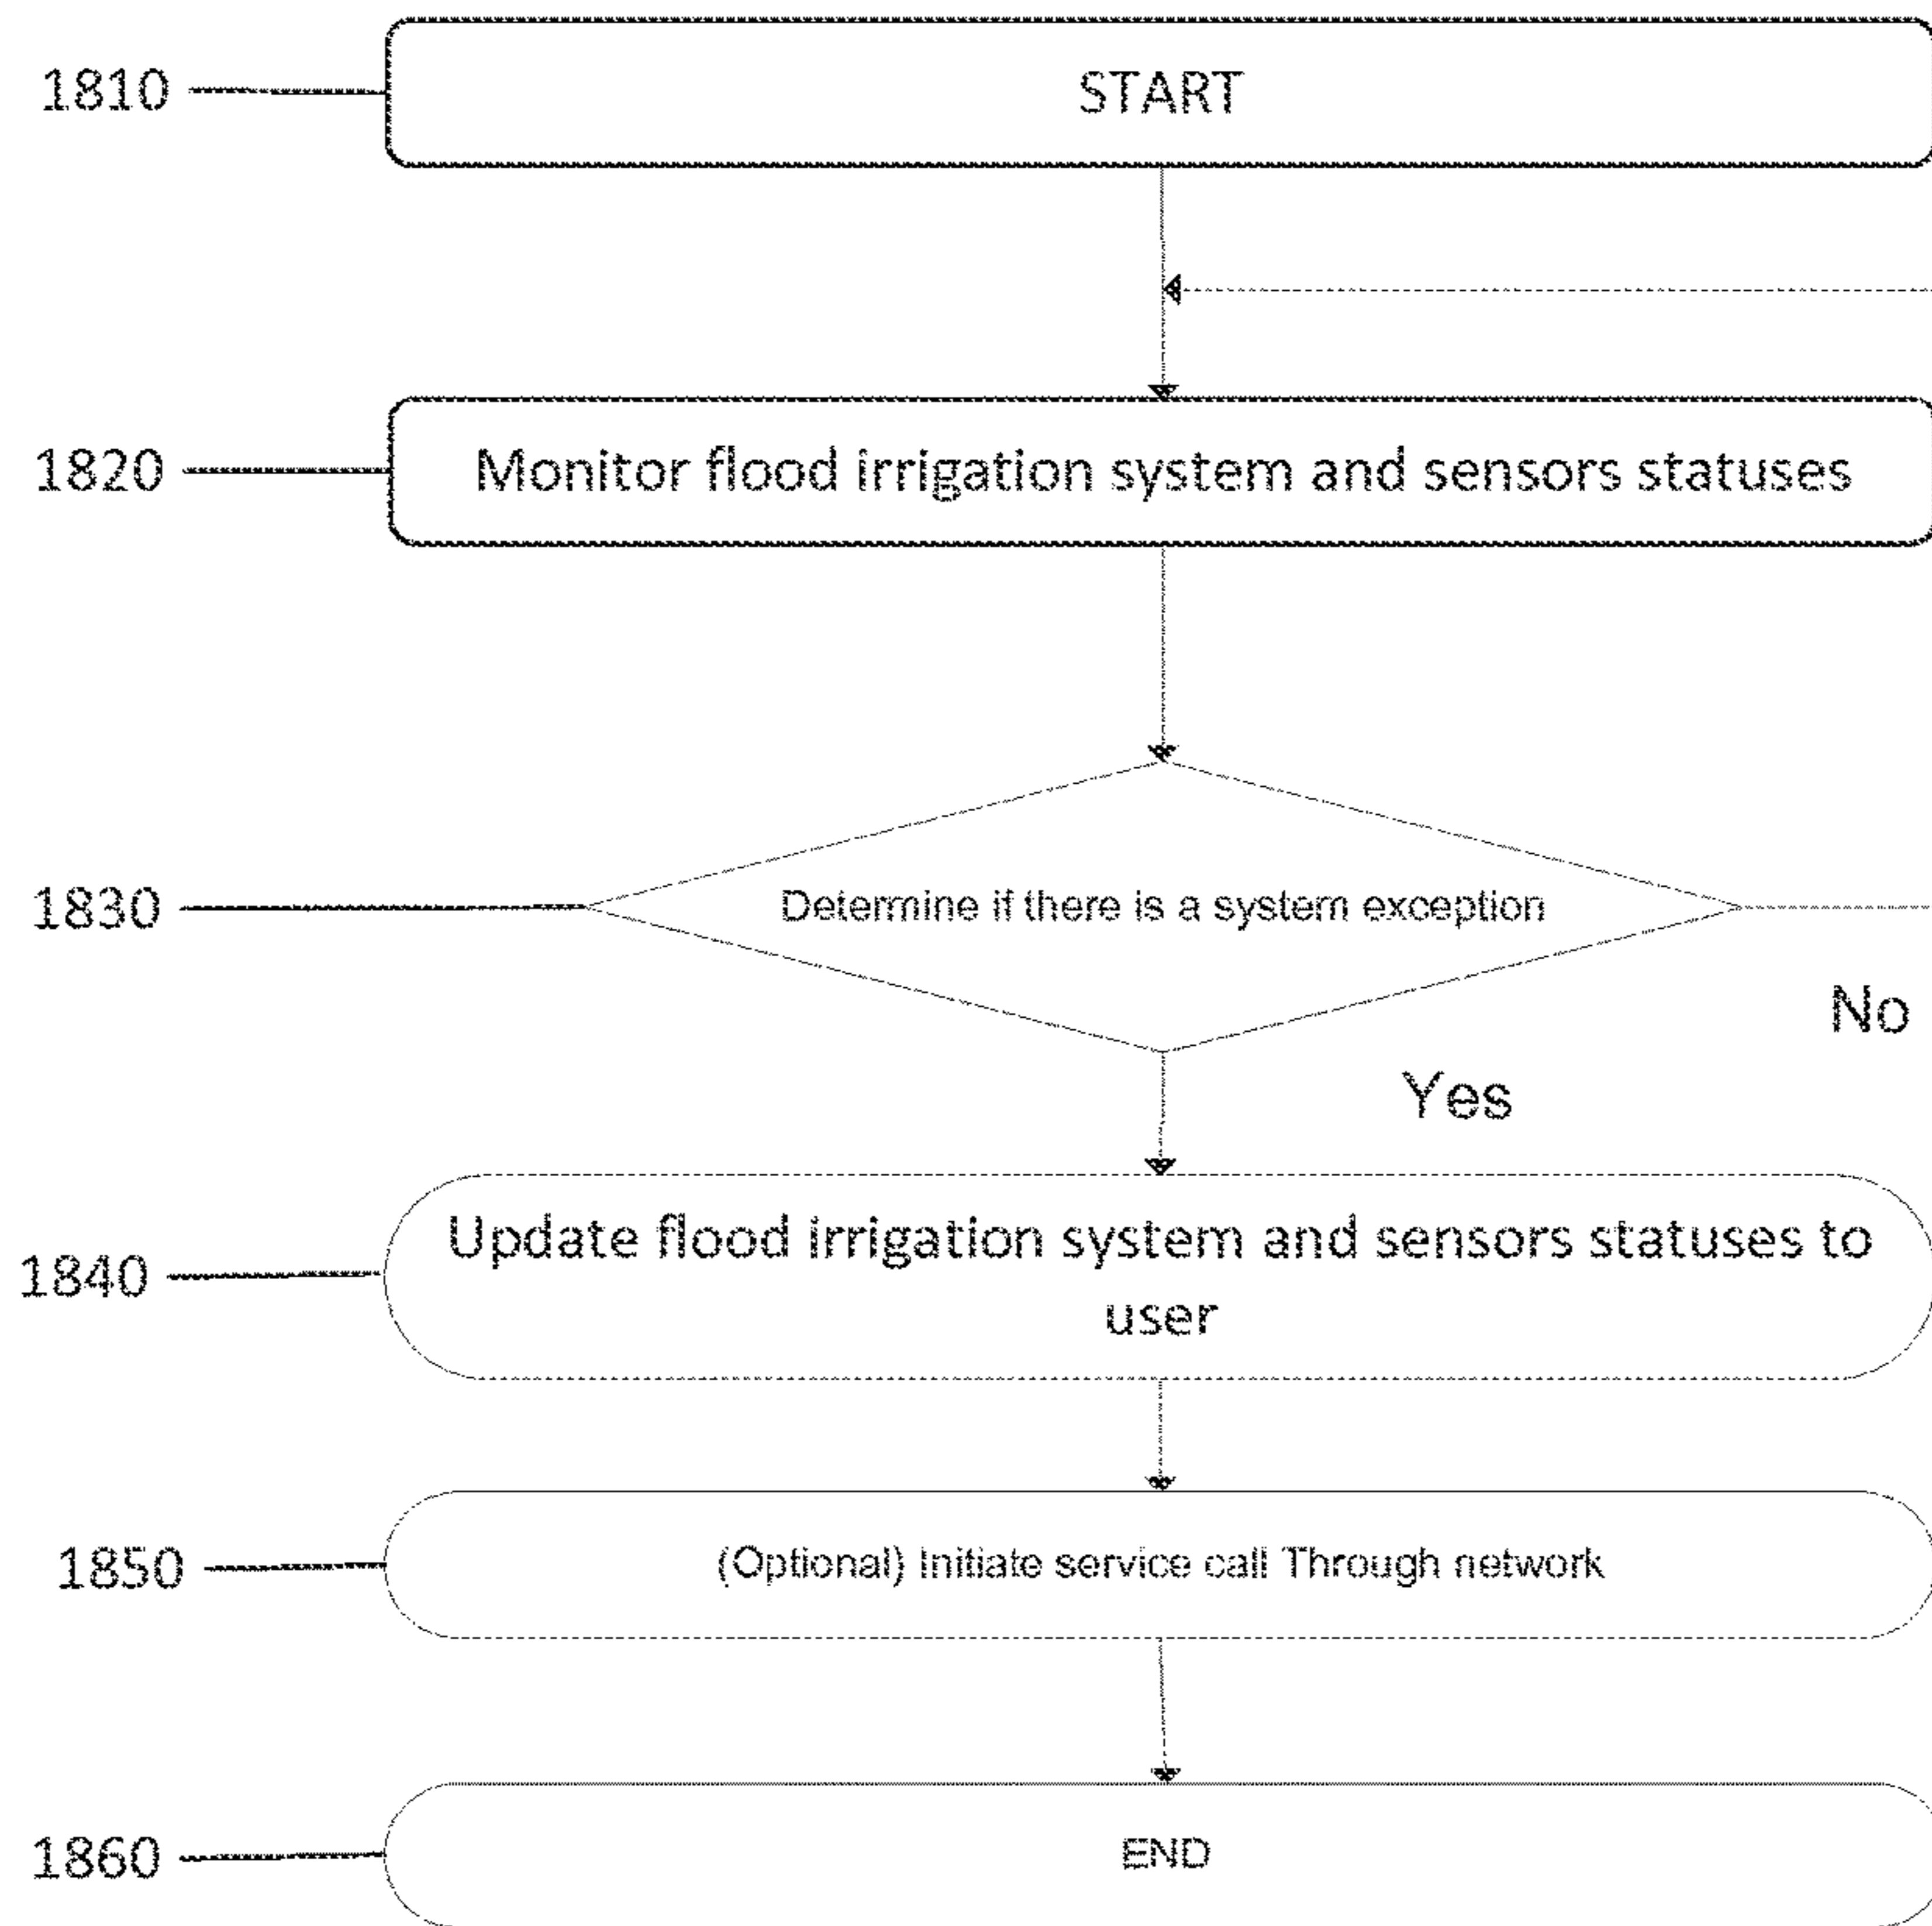 1810
START
1820
Monitor flood irrigation system and sensors statuses
1830
Determine if there is a system exception
No
Yes
1840
Update flood irrigation system and sensors statuses to
user
1850
(Optional) Initiate service call Through network
1860
END